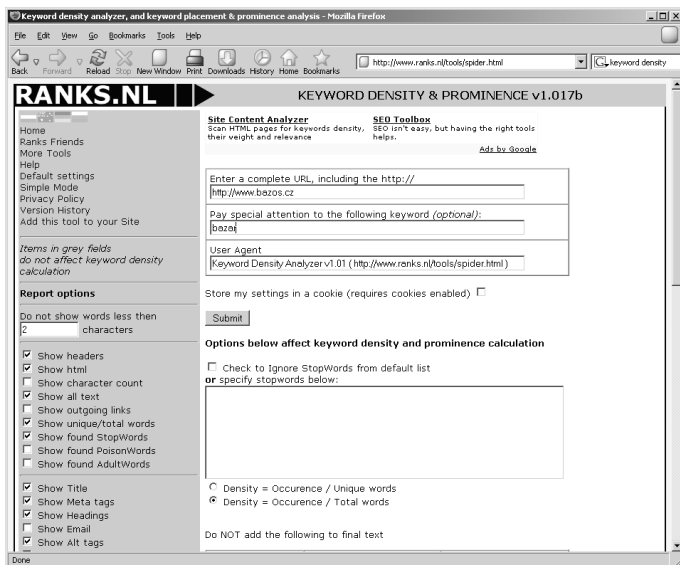 Keyword density analyzer, and keyword placement & prominence analysis - Mozilla Firefox
File Edit View Go Bookmarks Tools Help
Back Forward Reload Stop New Window Print Downloads History Home Bookmarks
http://www.ranks.nl/tools/spider.html
keyword density
RANKS.NL
KEYWORD DENSITY & PROMINENCE v1.017b
Home
Ranks Friends
More Tools
Help
Default settings
Simple Mode
Privacy Policy
Version History
Add this tool to your Site
Items in grey fields
do not affect keyword density
calculation
Report options
Do not show words less then
2 characters
Show headers
Show html
Show character count
Show all text
Show outgoing links
Show unique/total words
Show found StopWords
Show found PoisonWords
Show found AdultWords
Show Title
Show Meta tags
Show Headings
Show Email
Show Alt tags
Site Content Analyzer
Scan HTML pages for keywords density,
their weight and relevance
SEO Toolbox
SEO isn't easy, but having the right tools
helps.
Ads by Google
Enter a complete URL, including the http://
http://www.bazos.cz
Pay special attention to the following keyword (optional):
bazar
User Agent
Keyword Density Analyzer v1.01 ( http://www.ranks.nl/tools/spider.html )
Store my settings in a cookie (requires cookies enabled)
Submit
Options below affect keyword density and prominence calculation
Check to Ignore StopWords from default list
or specify stopwords below:
Density = Occurence / Unique words
Density = Occurence / Total words
Do NOT add the following to final text
Done